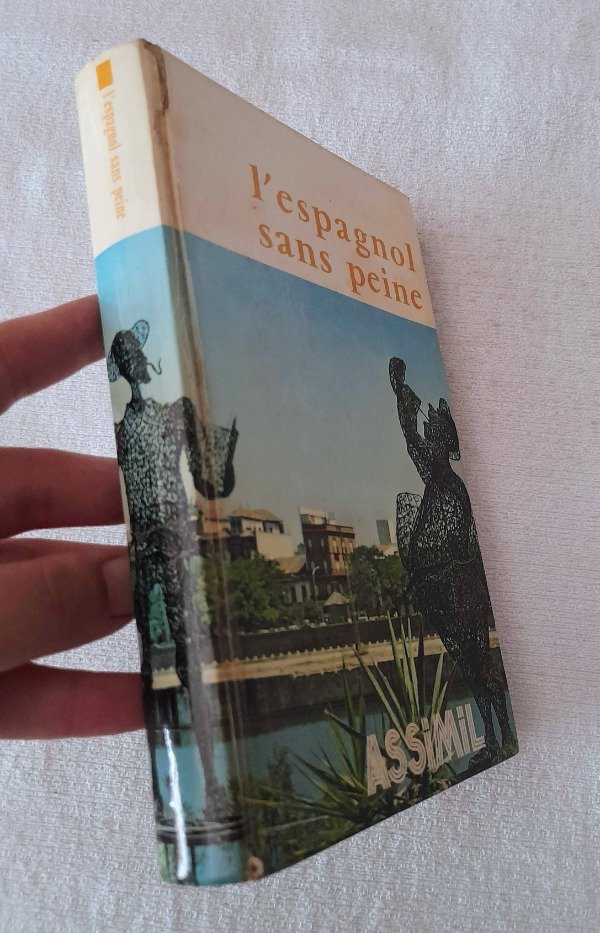 l'espagnol sans peine
l'espagnol
sans peine
ASSiMiL